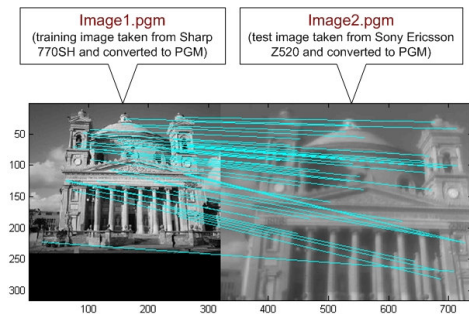 Image1.pgm
(training image taken from Sharp
770SH and converted to PGM)
Image2.pgm
(test image taken from Sony Ericsson
Z520 and converted to PGM)
50
100
150
200
250
300
100
200
300
400
500
600
700